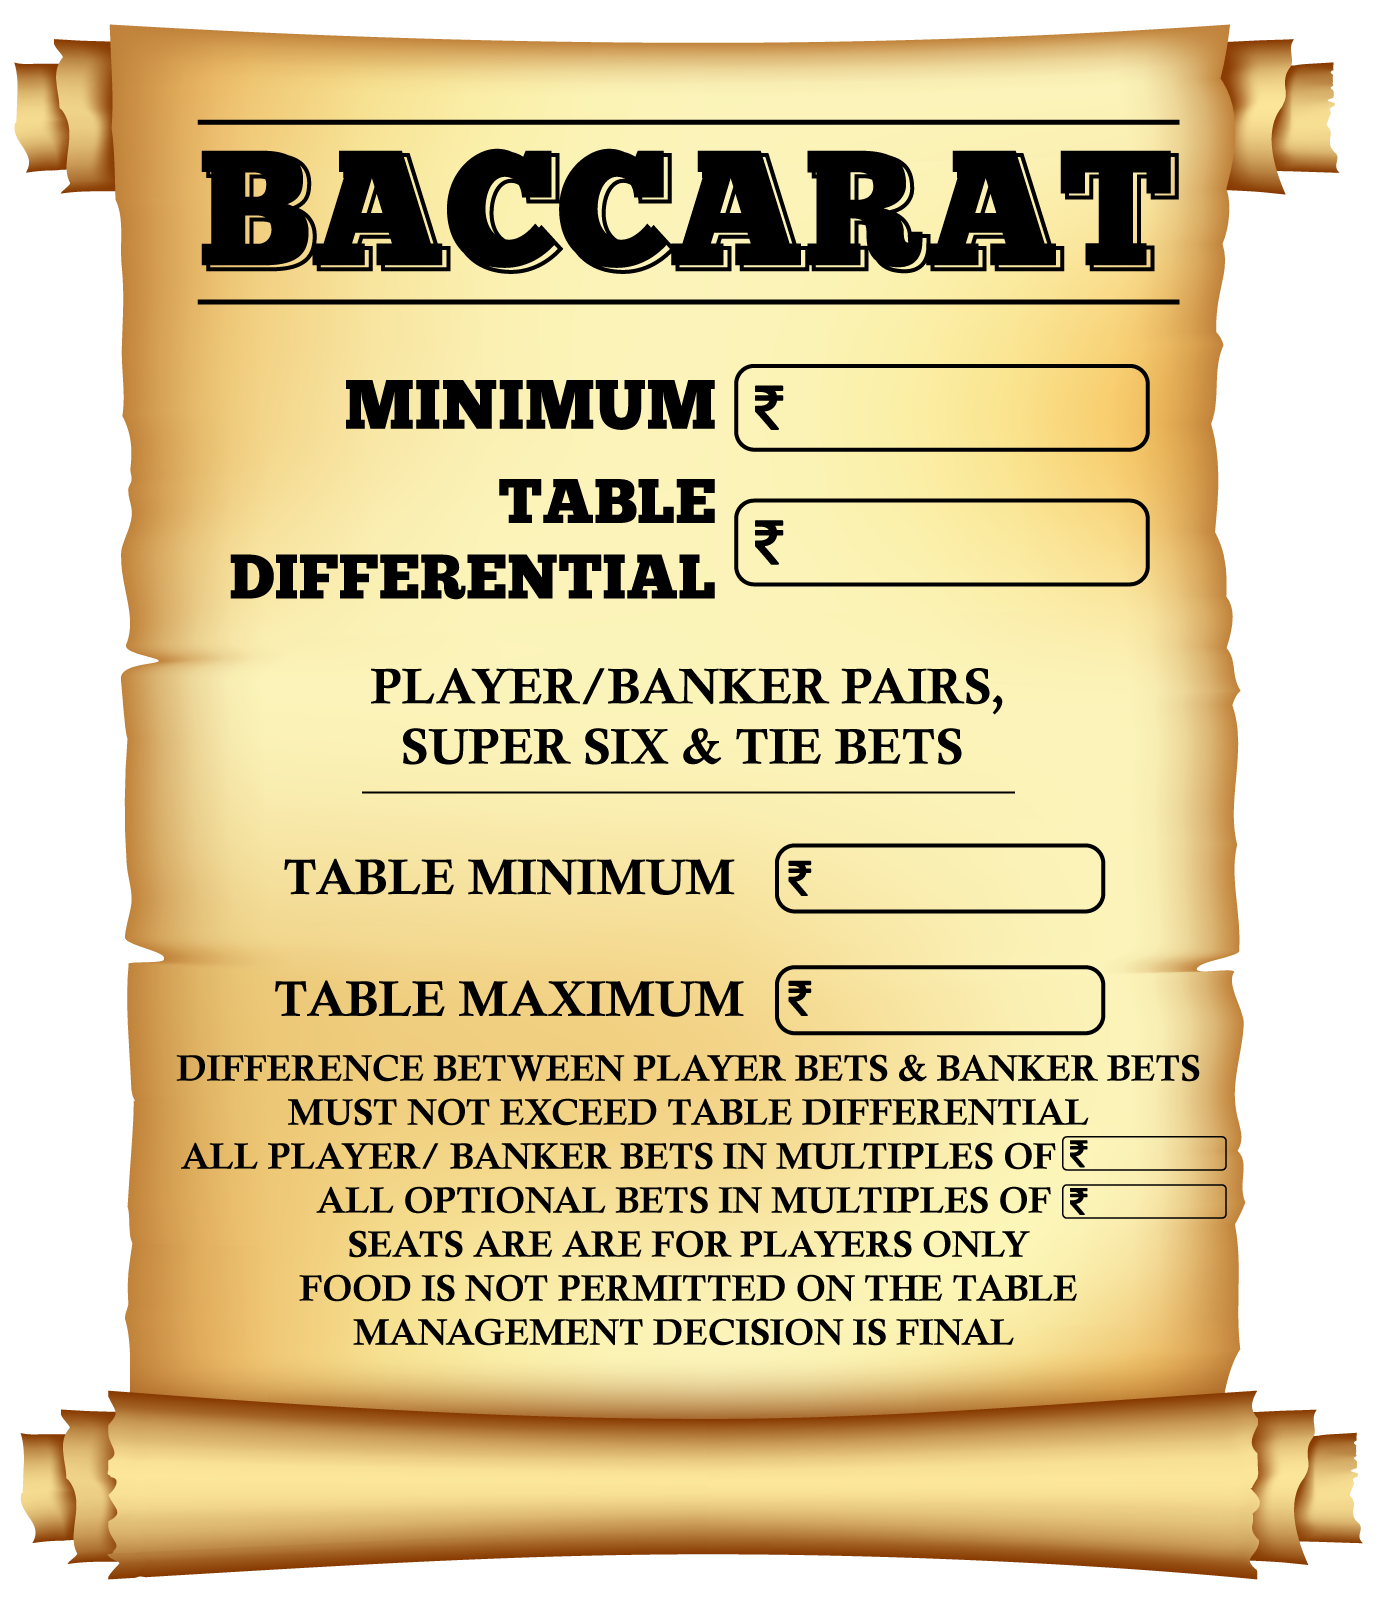 BACCARAT
MINIMUM ₹
TABLE
DIFFERENTIAL ₹
PLAYER/BANKER PAIRS,
SUPER SIX & TIE BETS
TABLE MINIMUM ₹
TABLE MAXIMUM ₹
DIFFERENCE BETWEEN PLAYER BETS & BANKER BETS
MUST NOT EXCEED TABLE DIFFERENTIAL
ALL PLAYER/ BANKER BETS IN MULTIPLES OF ₹
ALL OPTIONAL BETS IN MULTIPLES OF ₹
SEATS ARE ARE FOR PLAYERS ONLY
FOOD IS NOT PERMITTED ON THE TABLE
MANAGEMENT DECISION IS FINAL